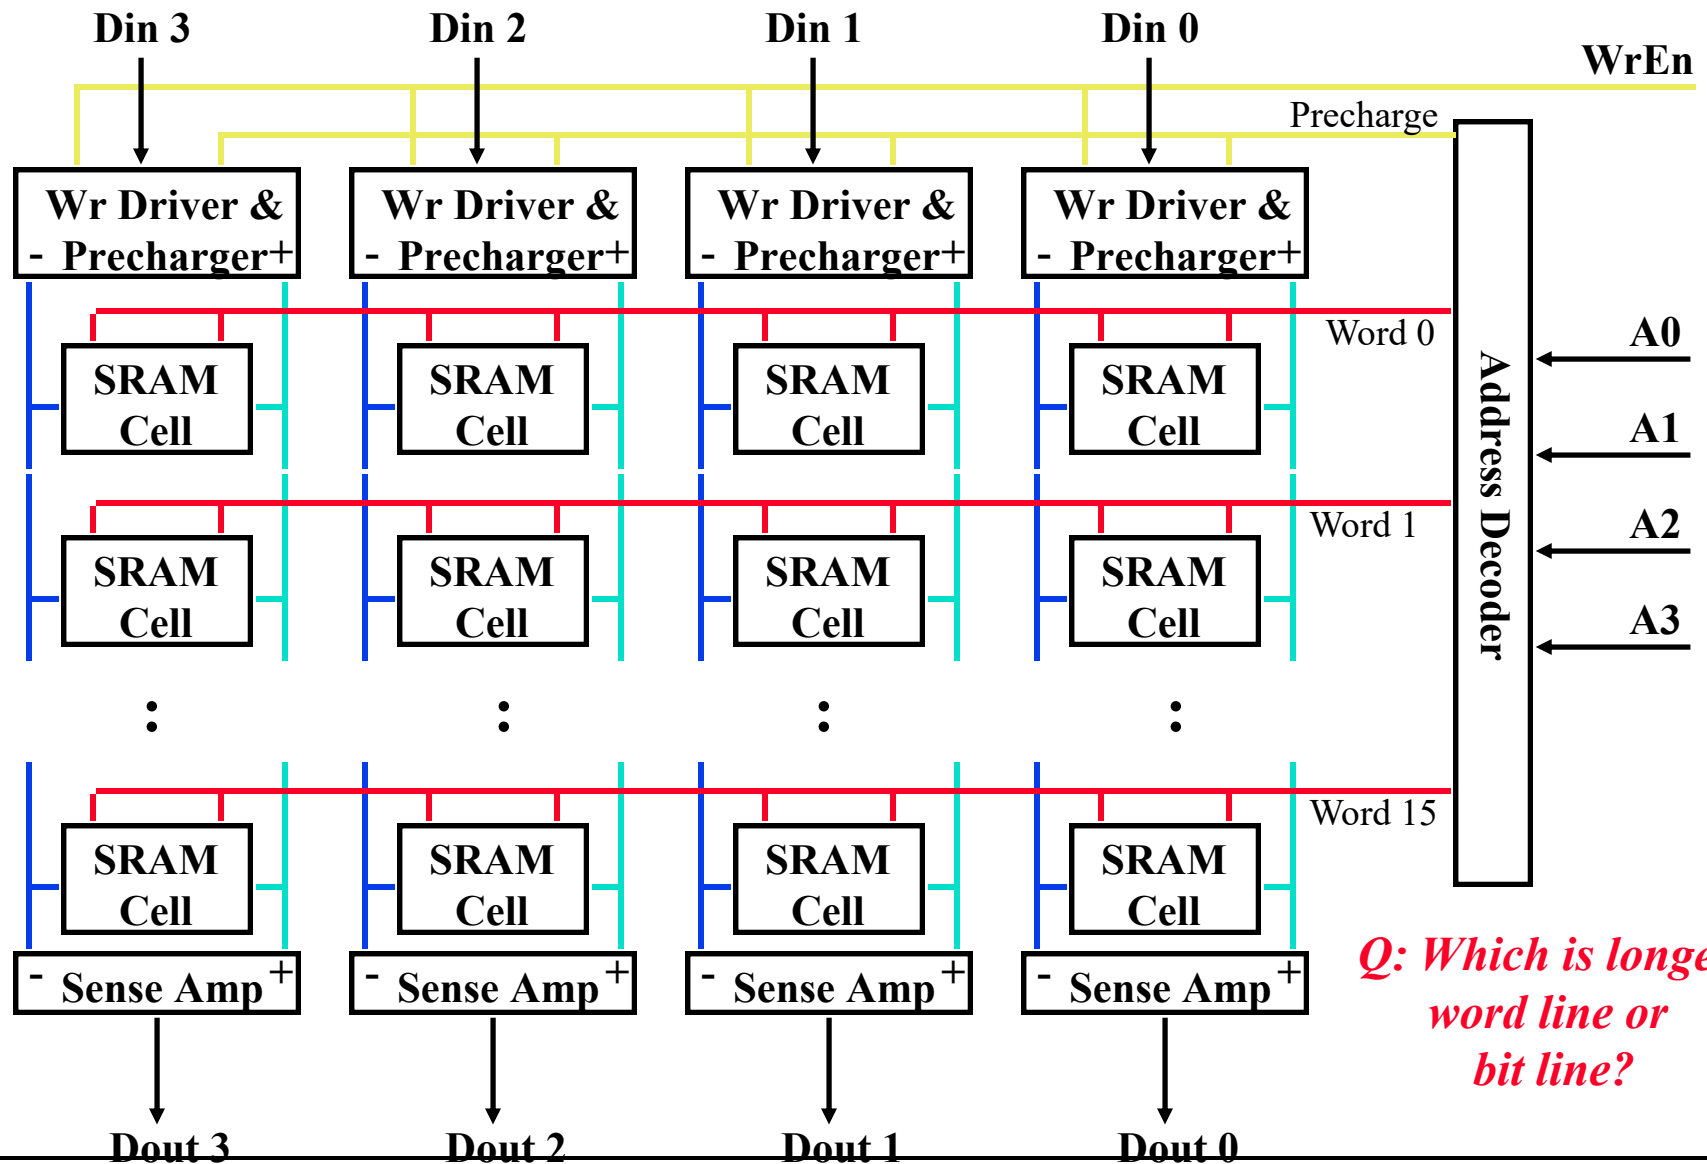 Din 3
Din 2
Din 1
Din 0
WrEn
Precharge
Wr Driver &
- Precharger+
Wr Driver &
- Precharger+
Wr Driver &
- Precharger+
Wr Driver &
- Precharger+
Word 0
SRAM
Cell
SRAM
Cell
SRAM
Cell
SRAM
Cell
Address Decoder
A0
A1
A2
A3
Word 1
SRAM
Cell
SRAM
Cell
SRAM
Cell
SRAM
Cell
:
:
:
:
Word 15
SRAM
Cell
SRAM
Cell
SRAM
Cell
SRAM
Cell
- Sense Amp +
- Sense Amp +
- Sense Amp +
- Sense Amp +
Q: Which is longe
word line or
bit line?
Dout 3
Dout 2
Dout 1
Dout 0